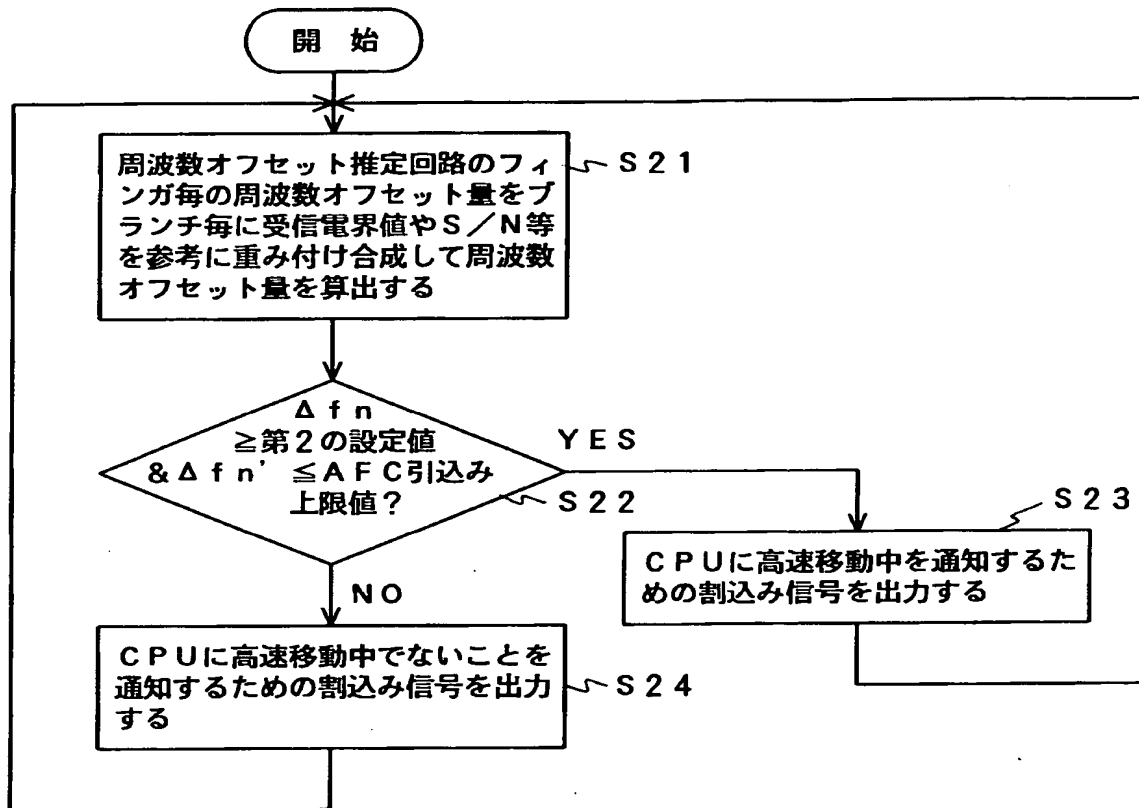 開 始
周波数オフセット推定回路のフィ
ンガ毎の周波数オフセット量をブ
ランチ毎に受信電界値やS/N等
を参考に重み付け合成して周波数
オフセット量を算出する
S21
Δfn
≧第2の設定値
&Δfn'≦AFC引込み
上限値?
S22
YES
NO
S23
CPUに高速移動中を通知するた
めの割込み信号を出力する
CPUに高速移動中でないことを
通知するための割込み信号を出力
する
S24